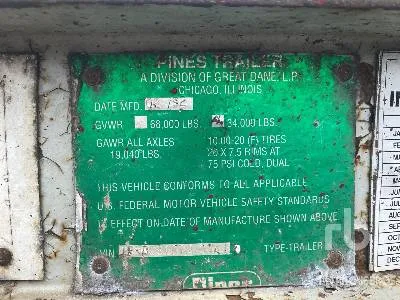 PINES TRAILER
A DIVISION OF GREAT DANE, L.P.
CHICAGO, ILLINOIS
DATE MFD.
GVWR 68,000 LBS. 34,000 LBS.
GAWR ALL AXLES 10:00-20 (F) TIRES
19,040 LBS. 20 X 7.5 RIMS AT
75 PSI COLD, DUAL
THIS VEHICLE CONFORMS TO ALL APPLICABLE
U.S. FEDERAL MOTOR VEHICLE SAFETY STANDARDS
IN EFFECT ON DATE OF MANUFACTURE SHOWN ABOVE
VIN TYPE-TRAILER
Pines
rb